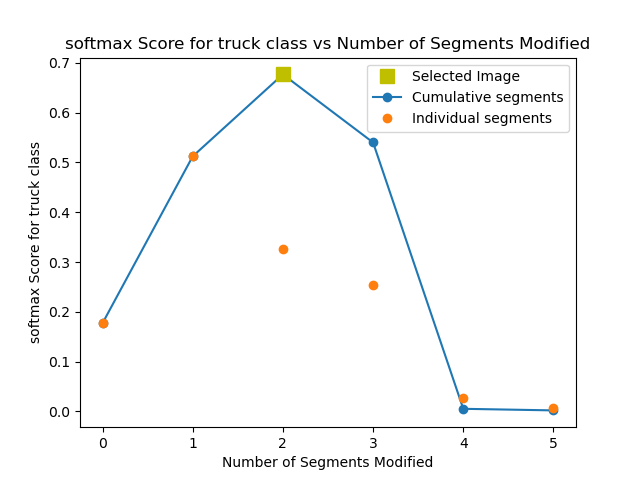 softmax Score for truck class vs Number of Segments Modified
Selected Image
Cumulative segments
Individual segments
softmax Score for truck class
0.7
0.6
0.5
0.4
0.3
0.2
0.1
0.0
0 1 2 3 4 5
Number of Segments Modified